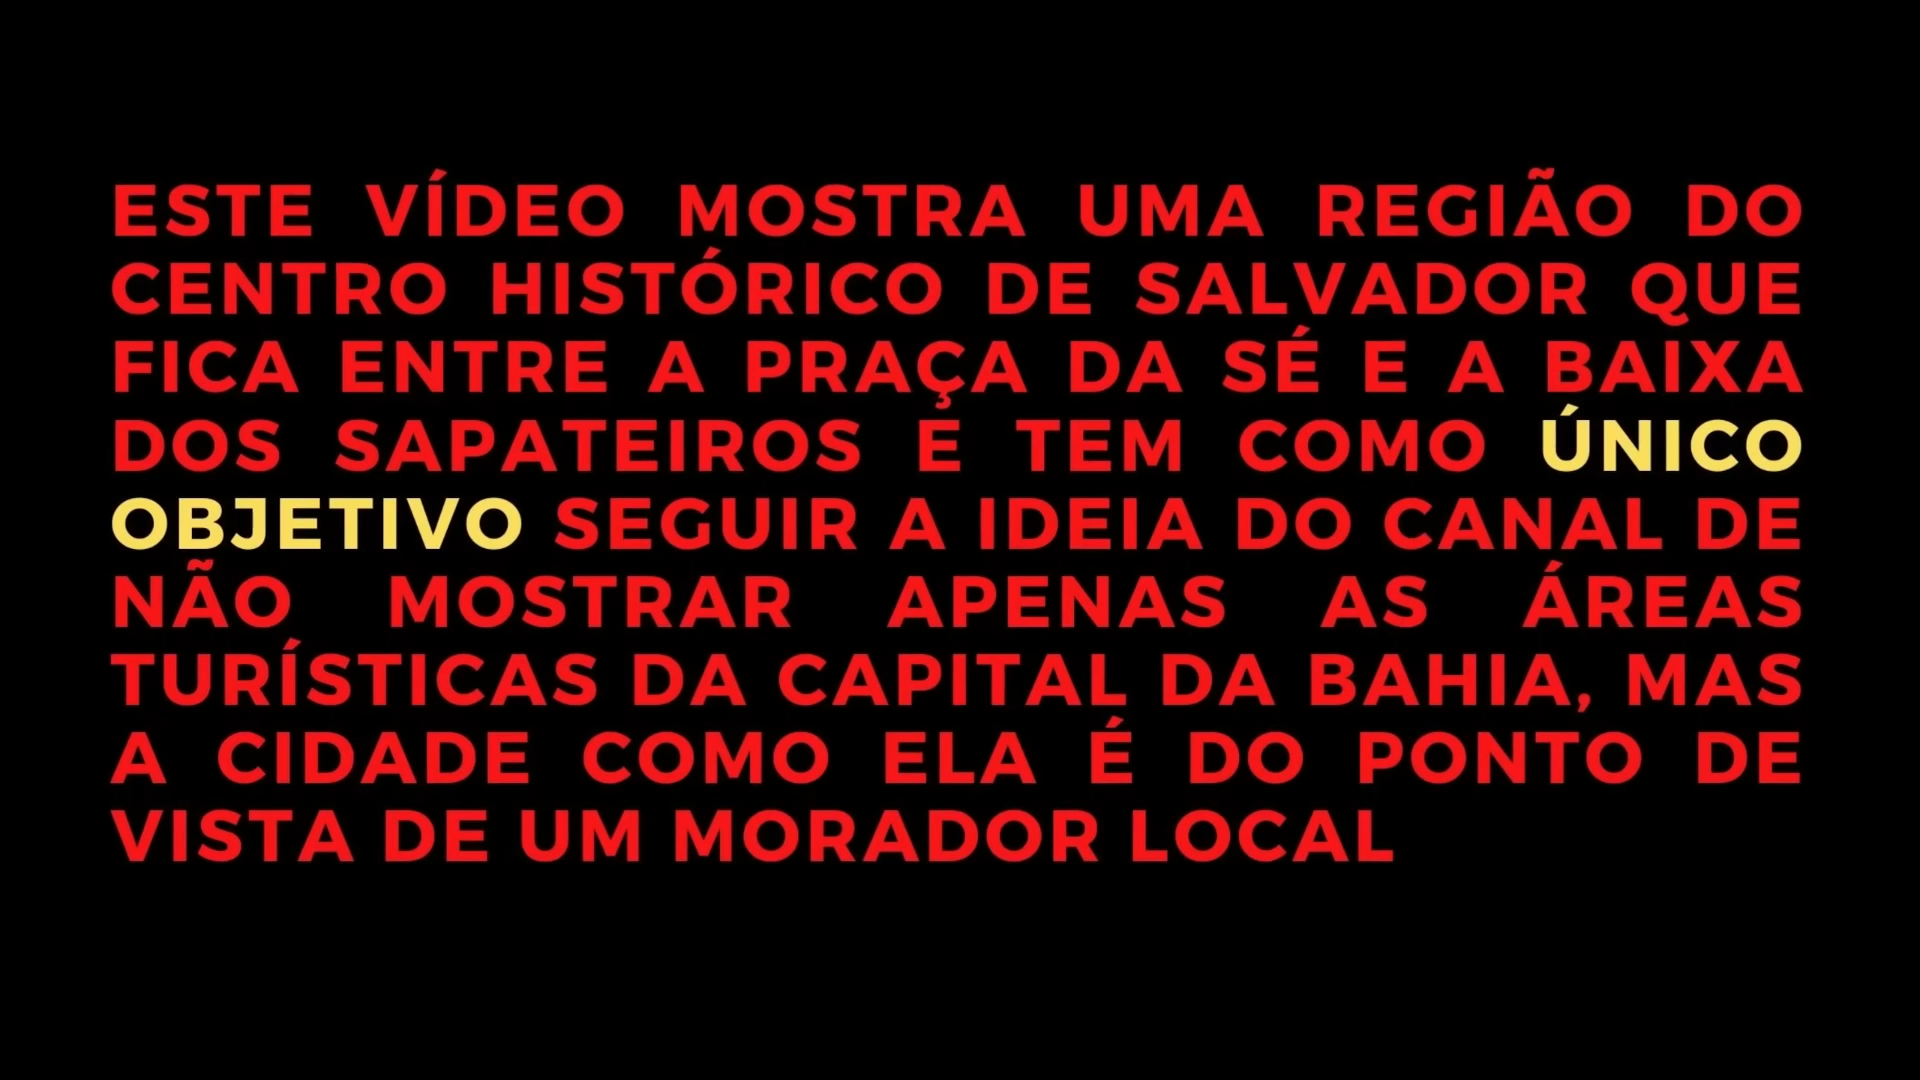 ESTE VÍDEO MOSTRA UMA REGIÃO DO
CENTRO HISTÓRICO DE SALVADOR QUE
FICA ENTRE A PRAÇA DA SÉ E A BAIXA
DOS SAPATEIROS E TEM COMO ÚNICO
OBJETIVO SEGUIR A IDEIA DO CANAL DE
NÃO MOSTRAR APENAS AS ÁREAS
TURÍSTICAS DA CAPITAL DA BAHIA, MAS
A CIDADE COMO ELA É DO PONTO DE
VISTA DE UM MORADOR LOCAL